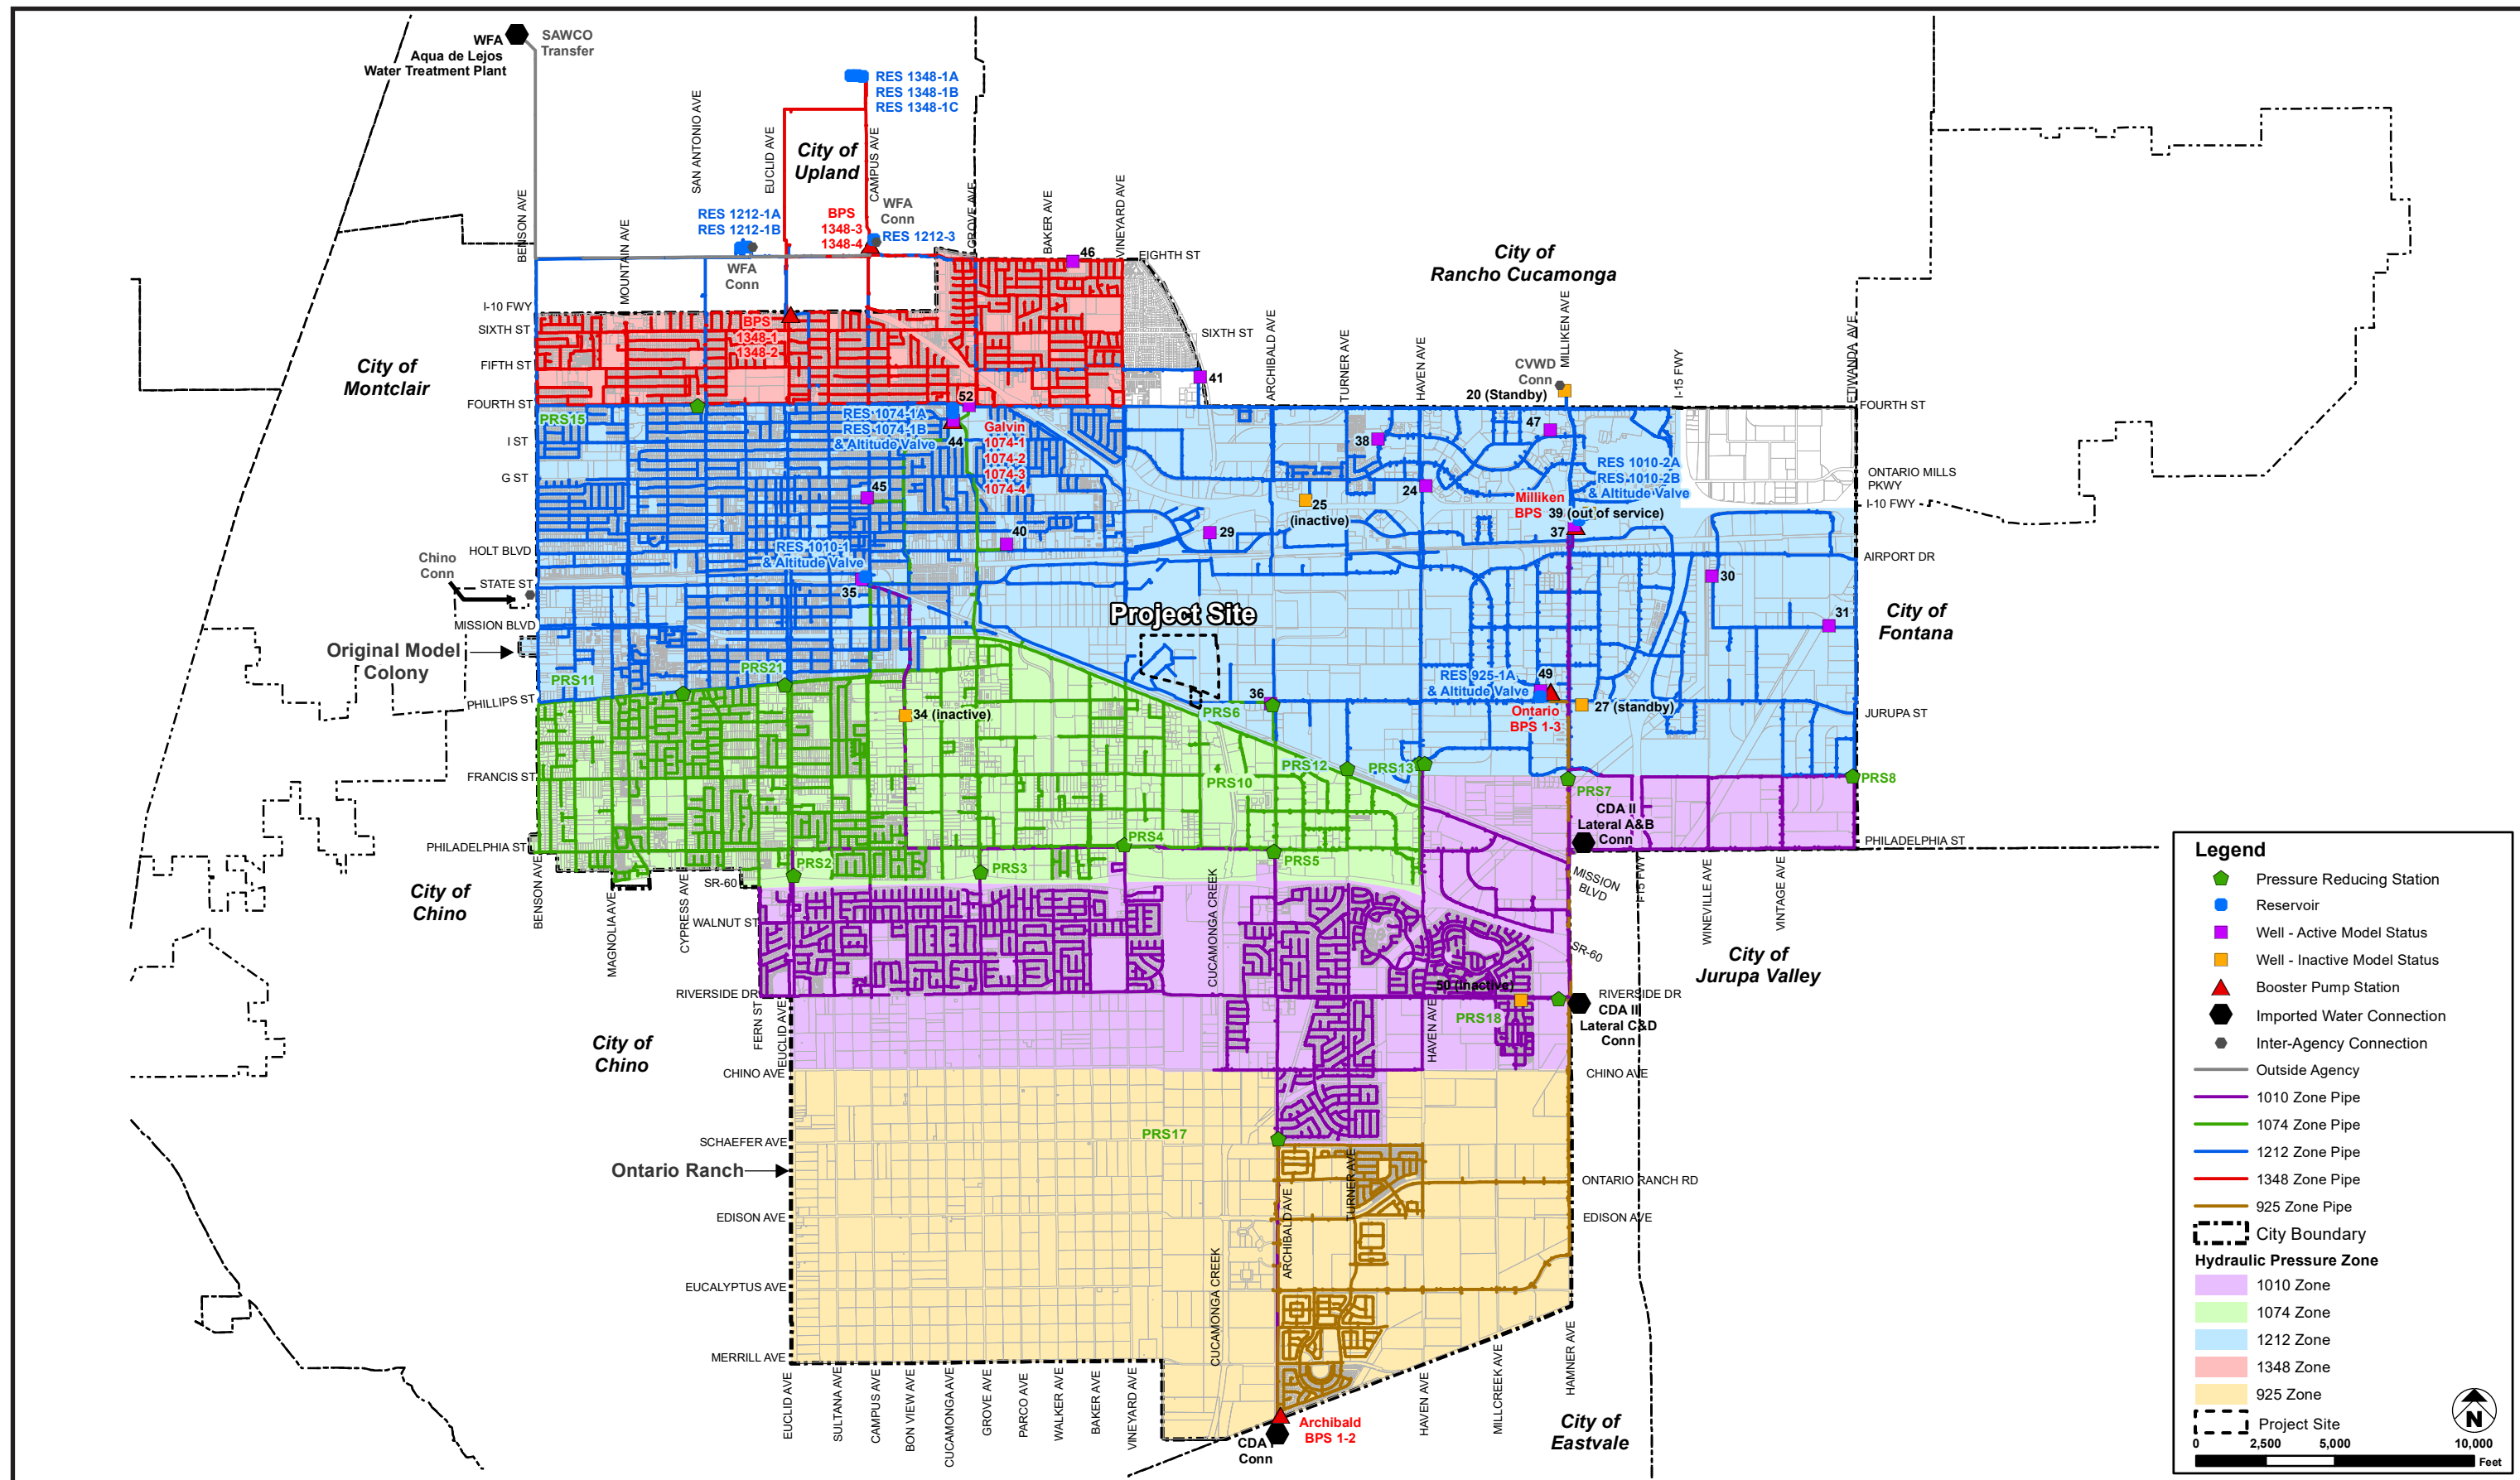 WFA
Aqua de Lejos
Water Treatment Plant
SAWCO
Transfer
RES 1348-1A
RES 1348-1B
RES 1348-1C
SAN ANTONIO AVE
EUCLID AVE
City of
Upland
CAMPUS AVE
BENSON AVE
MOUNTAIN AVE
RES 1212-1A
RES 1212-1B
WFA
Conn
BPS
1348-3
1348-4
WFA
Conn
RES 1212-3
GROVE AVE
BAKER AVE
VINEYARD AVE
46
EIGHTH ST
City of
Rancho Cucamonga
I-10 FWY
SIXTH ST
FIFTH ST
FOURTH ST
BPS
1348-1
1348-2
SIXTH ST
ARCHIBALD AVE
TURNER AVE
HAVEN AVE
MILLIKEN AVE
I-15 FWY
ETIWANDA AVE
City of
Montclair
41
CVWD
Conn
20 (Standby)
FOURTH ST
PRS15
52
RES 1074-1A
RES 1074-1B
& Altitude Valve
44
Galvin
1074-1
1074-2
1074-3
1074-4
38
47
I ST
G ST
45
24
25
(inactive)
RES 1010-2A
RES 1010-2B
& Altitude Valve
Milliken
BPS
39 (out of service)
37
ONTARIO MILLS
PKWY
I-10 FWY
40
29
HOLT BLVD
RES 1010-1
& Altitude Valve
35
AIRPORT DR
Chino
Conn
STATE ST
30
31
City of
Fontana
Project Site
MISSION BLVD
Original Model
Colony
PRS11
PRS21
PHILLIPS ST
34 (inactive)
36
PRS6
RES 925-1A
& Altitude Valve
49
Ontario
BPS 1-3
27 (standby)
JURUPA ST
FRANCIS ST
PRS10
PRS12
PRS13
PRS7
PRS8
CDA II
Lateral A&B
Conn
PHILADELPHIA ST
PRS2
PRS3
PRS4
PRS5
PHILADELPHIA ST
City of
Chino
BENSON AVE
MAGNOLIA AVE
CYPRESS AVE
SR-60
WALNUT ST
CUCAMONGA CREEK
MISSION
BLVD
I-15 FWY
WINEVILLE AVE
VINTAGE AVE
SR-60
City of
Jurupa Valley
RIVERSIDE DR
50 (inactive)
PRS18
RIVERSIDE DR
CDA II
Lateral C&D
Conn
FERN ST
EUCLID AVE
HAVEN AVE
City of
Chino
CHINO AVE
CHINO AVE
SCHAEFER AVE
PRS17
Ontario Ranch
TURNER AVE
ONTARIO RANCH RD
EDISON AVE
ARCHIBALD AVE
EDISON AVE
EUCALYPTUS AVE
CUCAMONGA CREEK
MERRILL AVE
EUCLID AVE
SULTANA AVE
CAMPUS AVE
BON VIEW AVE
CUCAMONGA AVE
GROVE AVE
PARCO AVE
WALKER AVE
BAKER AVE
VINEYARD AVE
HAVEN AVE
MILLCREEK AVE
HAMNER AVE
Archibald
BPS 1-2
CDA I
Conn
City of
Eastvale
Legend
Pressure Reducing Station
Reservoir
Well - Active Model Status
Well - Inactive Model Status
Booster Pump Station
Imported Water Connection
Inter-Agency Connection
Outside Agency
1010 Zone Pipe
1074 Zone Pipe
1212 Zone Pipe
1348 Zone Pipe
925 Zone Pipe
City Boundary
Hydraulic Pressure Zone
1010 Zone
1074 Zone
1212 Zone
1348 Zone
925 Zone
Project Site
N
0 2,500 5,000 10,000
Feet